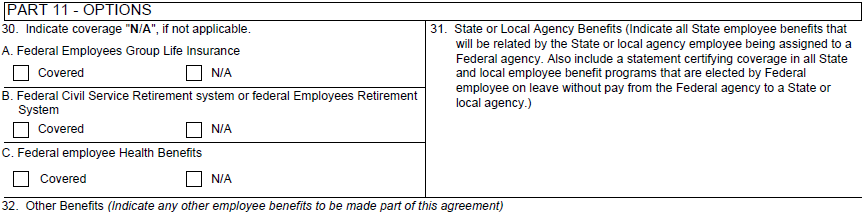 PART 11 - OPTIONS
30. Indicate coverage "N/A", if not applicable.
A. Federal Employees Group Life Insurance
Covered N/A
B. Federal Civil Service Retirement system or federal Employees Retirement
System
Covered N/A
C. Federal employee Health Benefits
Covered N/A
31. State or Local Agency Benefits (Indicate all State employee benefits that
will be related by the State or local agency employee being assigned to a
Federal agency. Also include a statement certifying coverage in all State
and local employee benefit programs that are elected by Federal
employee on leave without pay from the Federal agency to a State or
local agency.)
32. Other Benefits (Indicate any other employee benefits to be made part of this agreement)